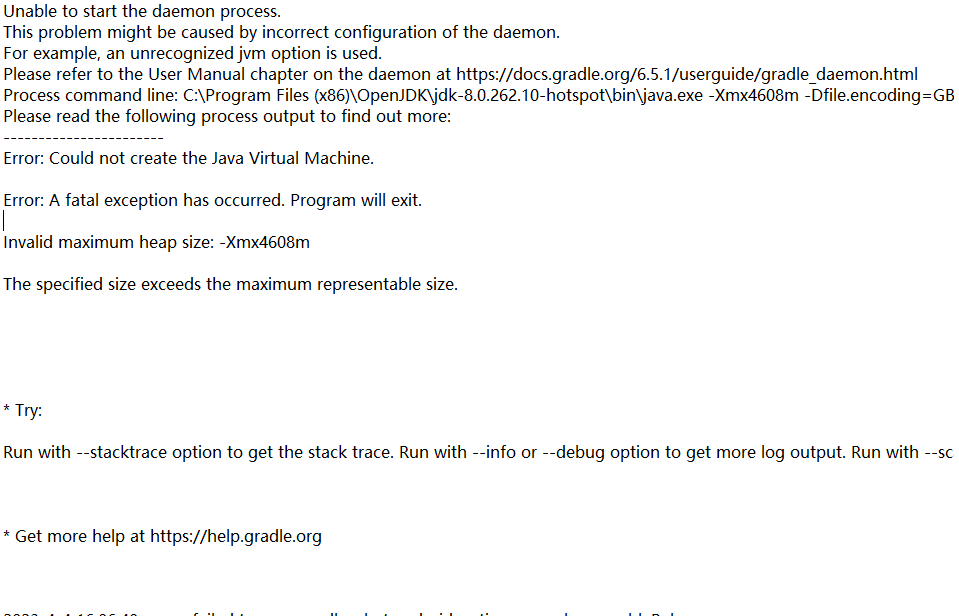 Unable to start the daemon process.
This problem might be caused by incorrect configuration of the daemon.
For example, an unrecognized jvm option is used.
Please refer to the User Manual chapter on the daemon at https://docs.gradle.org/6.5.1/userguide/gradle_daemon.html
Process command line: C:\Program Files (x86)\OpenJDK\jdk-8.0.262.10-hotspot\bin\java.exe -Xmx4608m -Dfile.encoding=GB
Please read the following process output to find out more:
-----------------------
Error: Could not create the Java Virtual Machine.
Error: A fatal exception has occurred. Program will exit.
Invalid maximum heap size: -Xmx4608m
The specified size exceeds the maximum representable size.
* Try:
Run with --stacktrace option to get the stack trace. Run with --info or --debug option to get more log output. Run with --sc
* Get more help at https://help.gradle.org